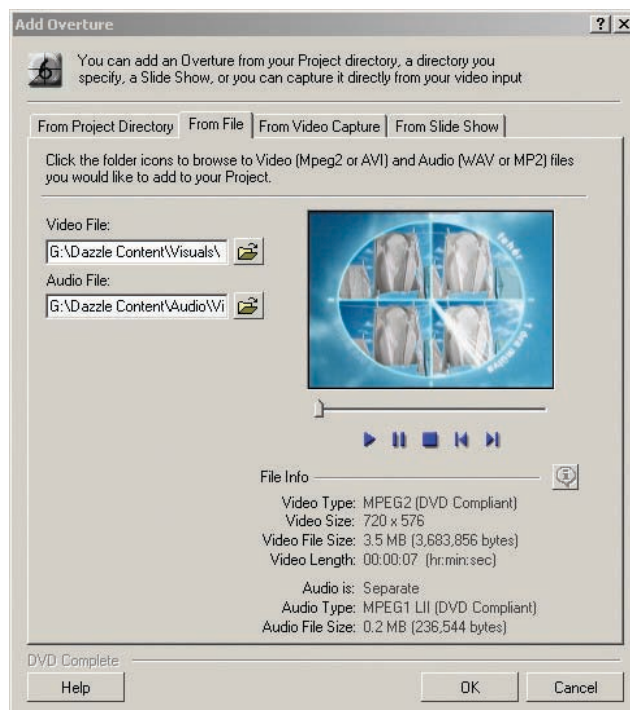 Add Overture
You can add an Overture from your Project directory, a directory you
specify, a Slide Show, or you can capture it directly from your video input
From Project Directory From File From Video Capture From Slide Show
Click the folder icons to browse to Video (Mpeg2 or AVI) and Audio (WAV or MP2) files
you would like to add to your Project.
Video File:
G:\Dazzle Content\Visuals\
Audio File:
G:\Dazzle Content\Audio\Vi
fehér
1 óra múlva
File Info
Video Type: MPEG2 (DVD Compliant)
Video Size: 720 x 576
Video File Size: 3.5 MB (3,683,856 bytes)
Video Length: 00:00:07 (hr:min:sec)
Audio is: Separate
Audio Type: MPEG1 LII (DVD Compliant)
Audio File Size: 0.2 MB (236,544 bytes)
DVD Complete
Help OK Cancel